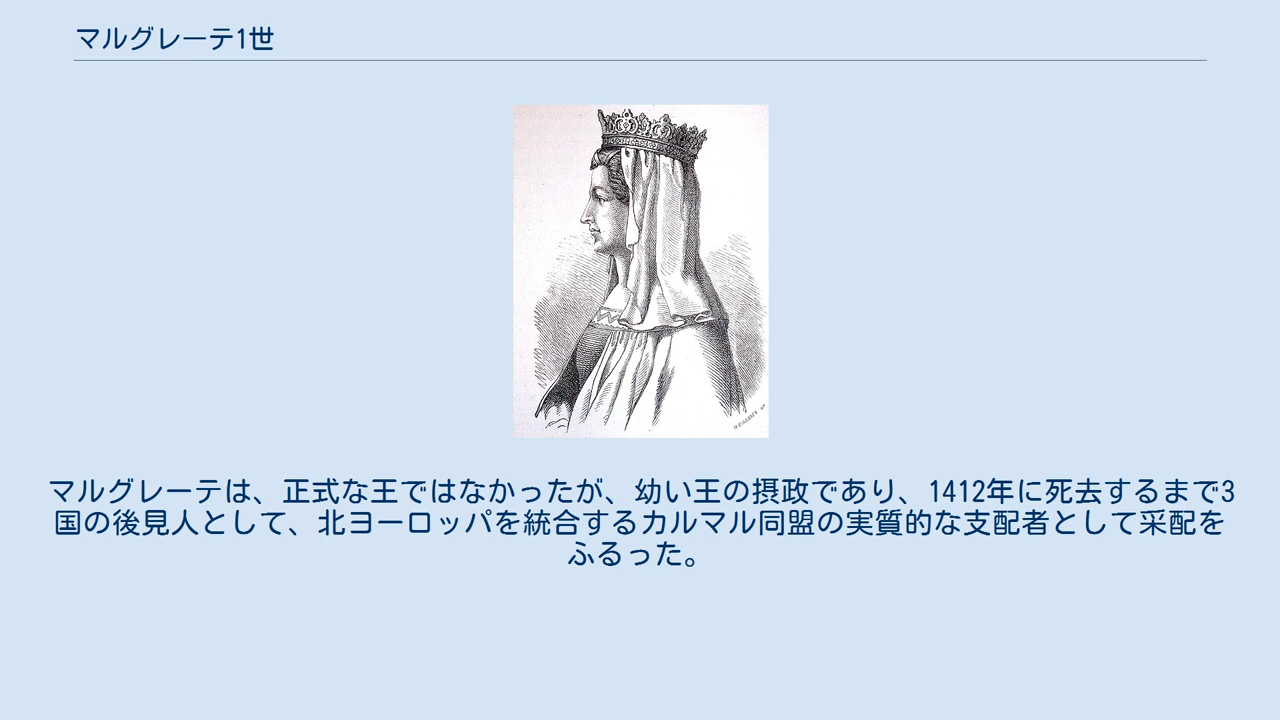 マルグレーテ1世
マルグレーテは、正式な王ではなかったが、幼い王の摂政であり、1412年に死去するまで3
国の後見人として、北ヨーロッパを統合するカルマル同盟の実質的な支配者として采配を
ふるった。